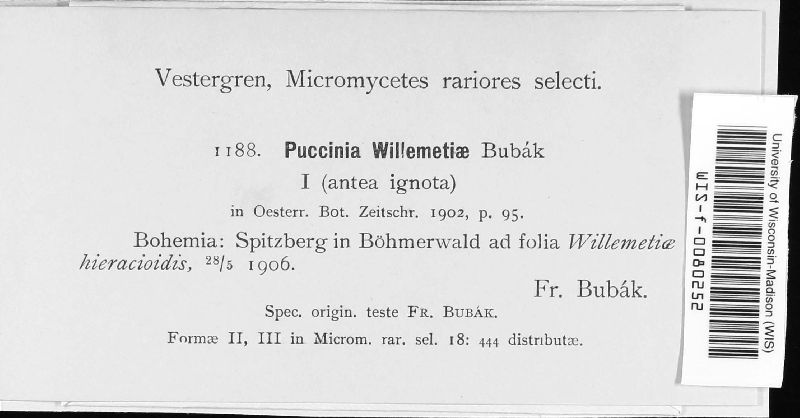 Vestergren, Micromycetes rariores selecti.
1188. Puccinia Willemetiæ Bubák
I (antea ignota)
in Oesterr. Bot. Zeitschr. 1902, p. 95.
Bohemia: Spitzberg in Böhmerwald ad folia Willemetiæ
hieracioidis, 28/5 1906.
Fr. Bubák.
Spec. origin. teste Fr. Bubák.
Formæ II, III in Microm. rar. sel. 18: 444 distributæ.
University of Wisconsin-Madison (WIS)
WIS-f-0080252